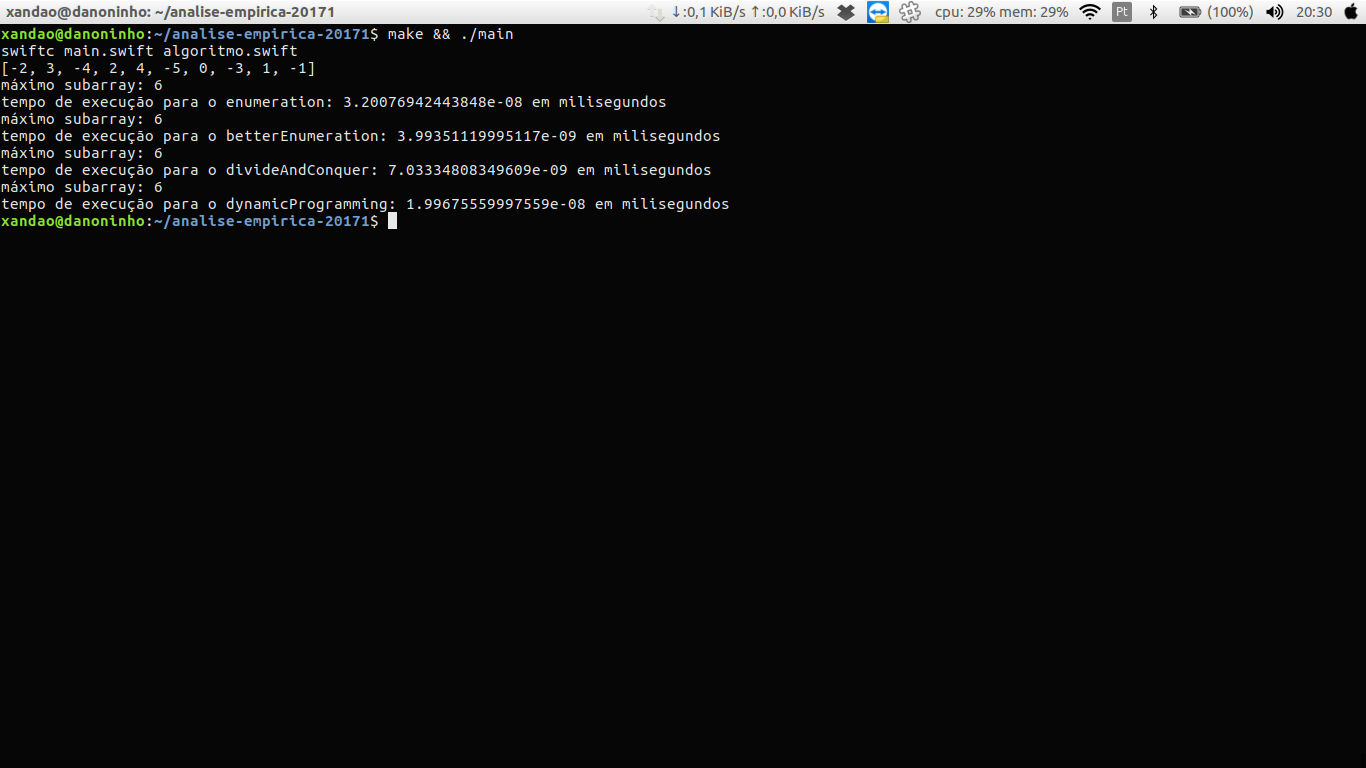 xandao@danoninho: ~/analise-empirica-20171 ↓:0,1 KiB/s ↑:0,0 KiB/s cpu: 29% mem: 29% Pt (100%) 20:30
xandao@danoninho:~/analise-empirica-20171$ make && ./main
swiftc main.swift algoritmo.swift
[-2, 3, -4, 2, 4, -5, 0, -3, 1, -1]
máximo subarray: 6
tempo de execução para o enumeration: 3.20076942443848e-08 em milisegundos
máximo subarray: 6
tempo de execução para o betterEnumeration: 3.99351119995117e-09 em milisegundos
máximo subarray: 6
tempo de execução para o divideAndConquer: 7.03334808349609e-09 em milisegundos
máximo subarray: 6
tempo de execução para o dynamicProgramming: 1.99675559997559e-08 em milisegundos
xandao@danoninho:~/analise-empirica-20171$